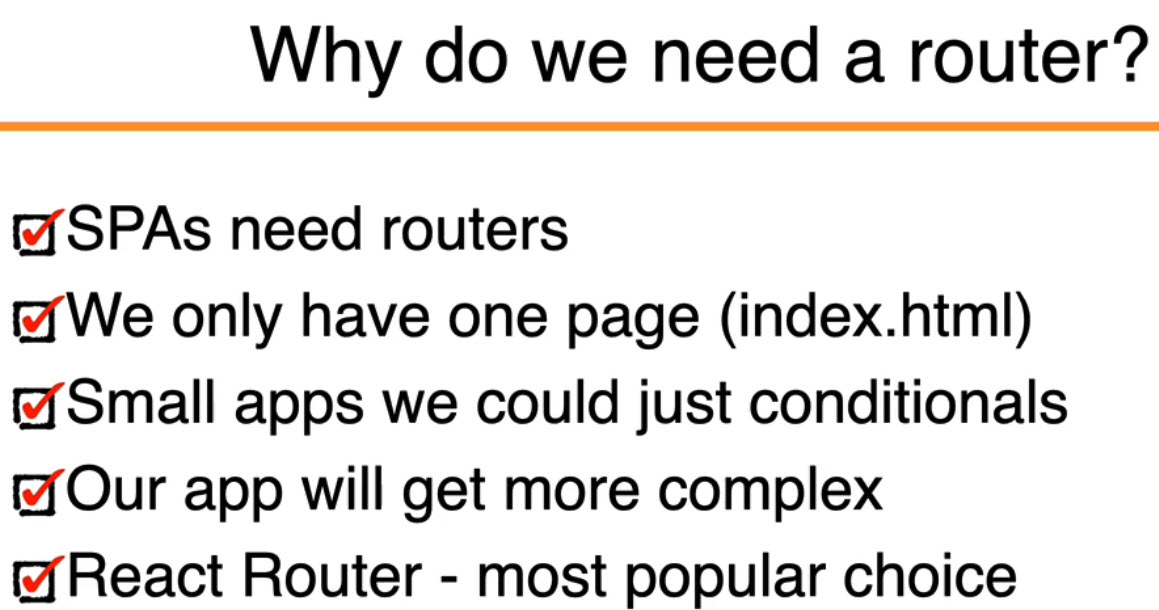 Why do we need a router?
SPAs need routers
We only have one page (index.html)
Small apps we could just conditionals
Our app will get more complex
React Router - most popular choice